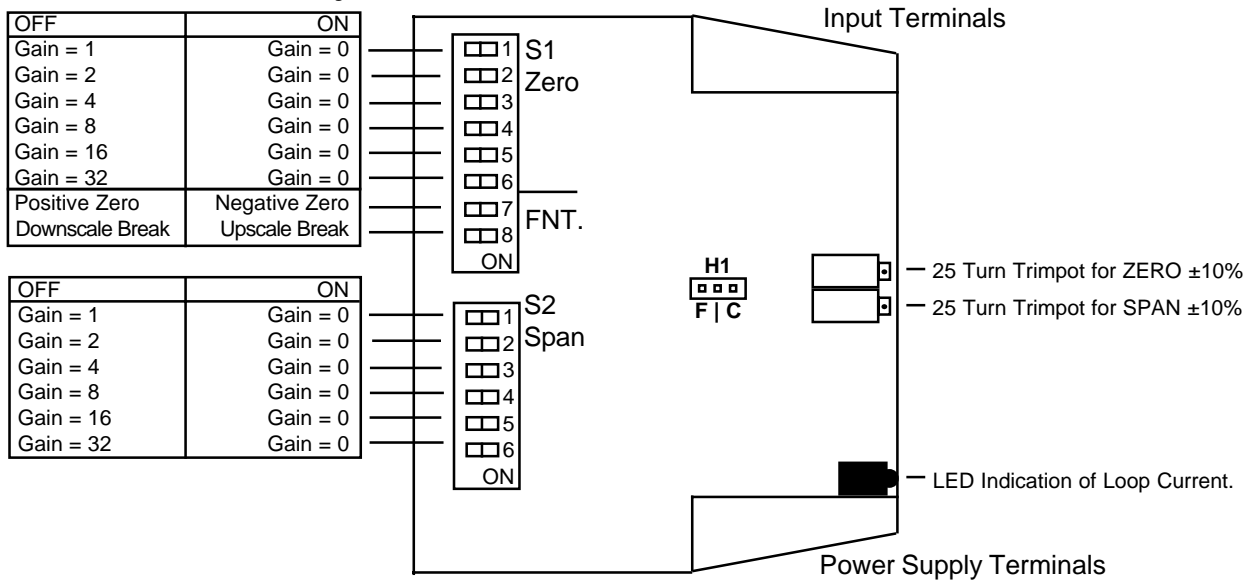 OFF ON
Gain = 1 Gain = 0
Gain = 2 Gain = 0
Gain = 4 Gain = 0
Gain = 8 Gain = 0
Gain = 16 Gain = 0
Gain = 32 Gain = 0
Positive Zero Negative Zero
Downscale Break Upscale Break
1
2
3
4
5
6
7
8
ON
S1
Zero
FNT.
Input Terminals
OFF ON
Gain = 1 Gain = 0
Gain = 2 Gain = 0
Gain = 4 Gain = 0
Gain = 8 Gain = 0
Gain = 16 Gain = 0
Gain = 32 Gain = 0
1
2
3
4
5
6
ON
S2
Span
H1
F | C
25 Turn Trimpot for ZERO ±10%
25 Turn Trimpot for SPAN ±10%
LED Indication of Loop Current.
Power Supply Terminals